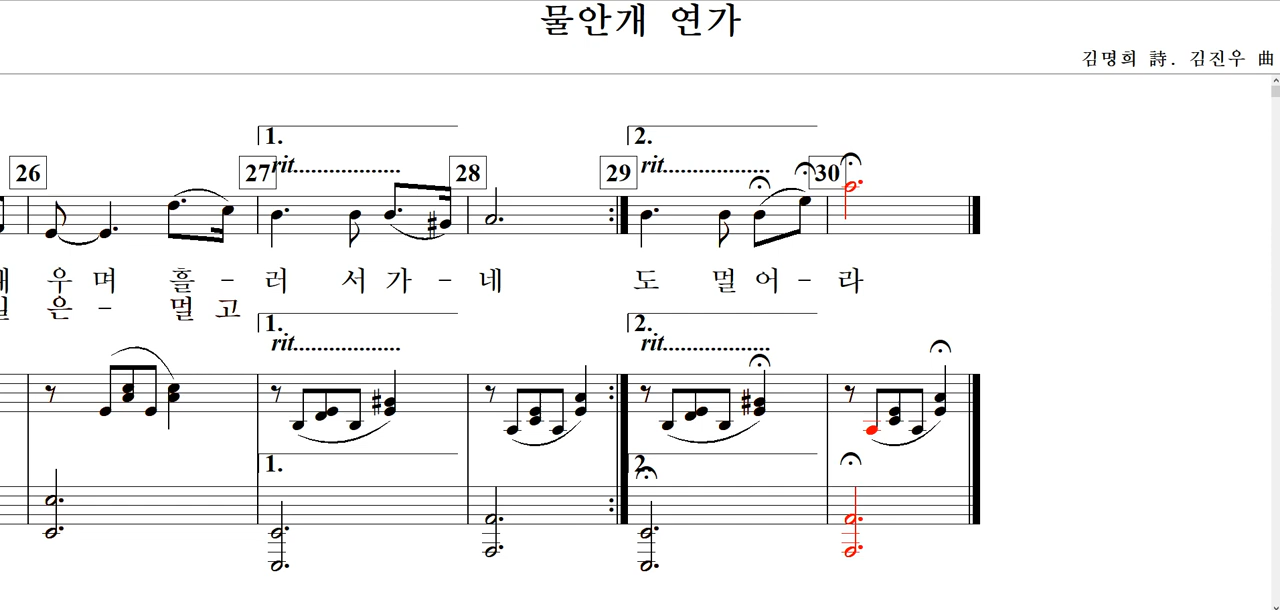 물안개 연가
김명희 詩. 김진우 曲
1. 2.
26 27 rit................... 28 29 rit................... 30
우 며 흘 - 러 서 가 - 네 도 멀 어 - 라
은 - 멀 고
1. 2.
rit................... rit...................
1. 2.